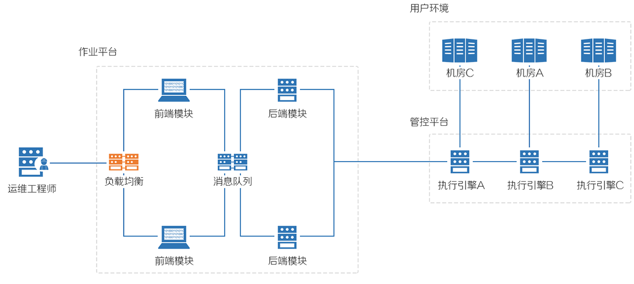 用户环境
作业平台
机房C
机房A
机房B
前端模块
后端模块
管控平台
运维工程师
负载均衡
消息队列
执行引擎A
执行引擎B
执行引擎C
前端模块
后端模块